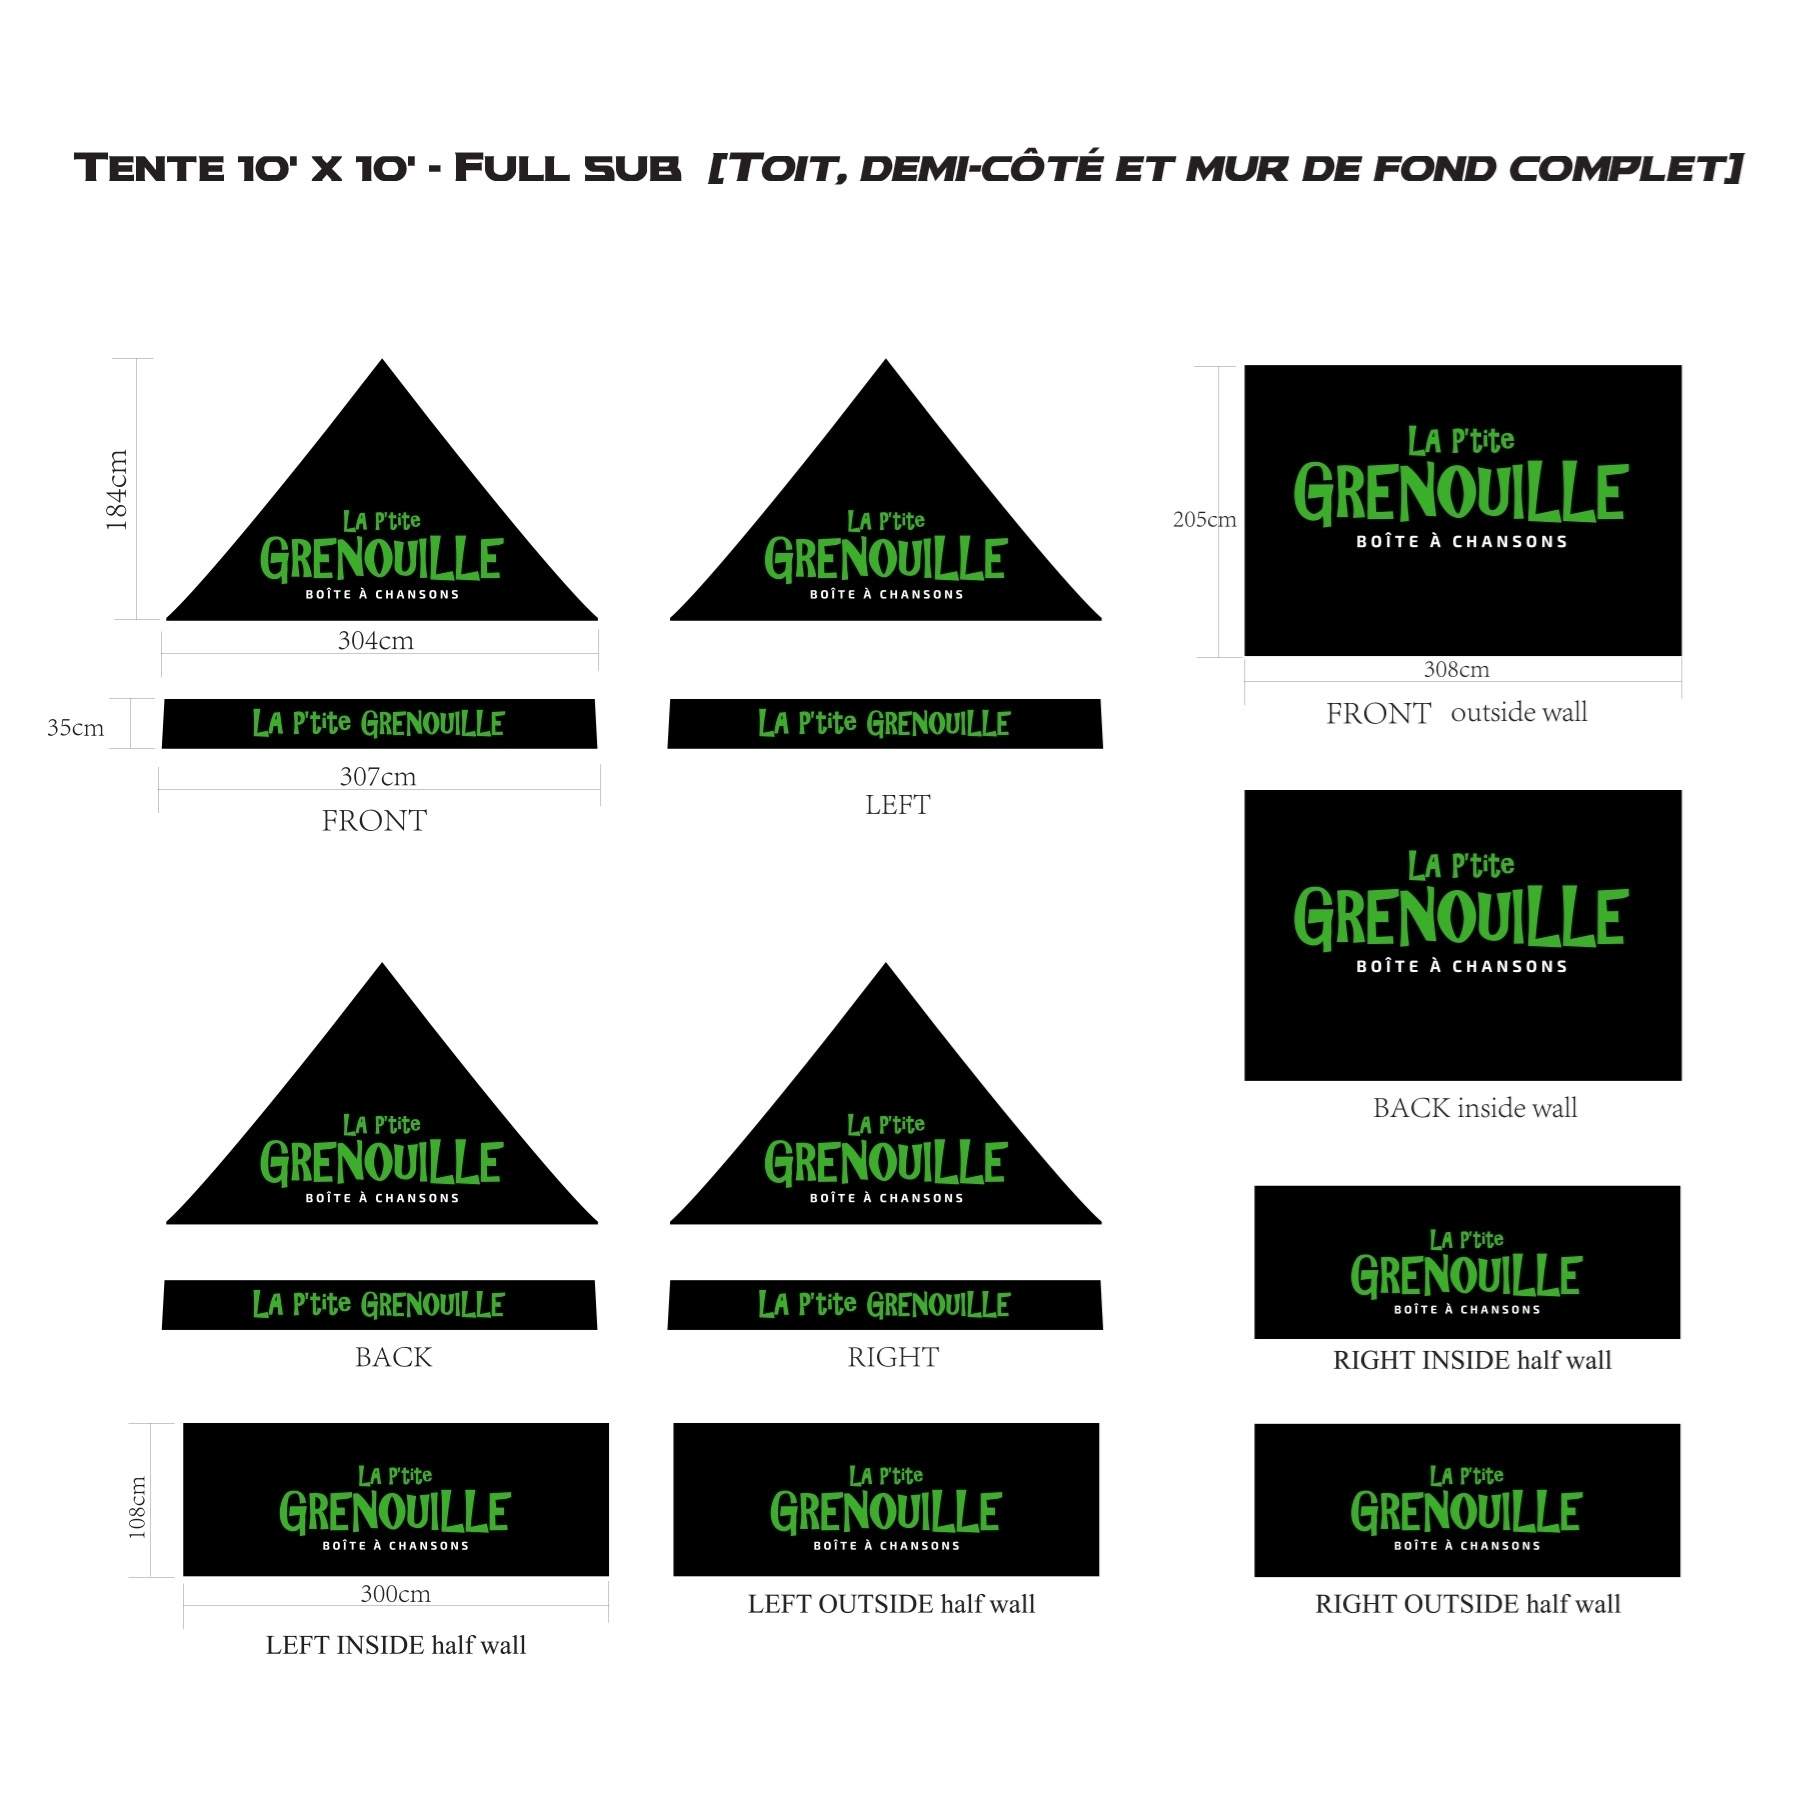 TENTE 10' X 10' - FULL SUB [TOIT, DEMI-CÔTÉ ET MUR DE FOND COMPLET]
184cm
LA P'tite
GRENOUILLE
BOÎTE À CHANSONS
304cm
35cm
LA P'tite GRENOUILLE
307cm
FRONT
LA P'tite
GRENOUILLE
BOÎTE À CHANSONS
LA P'tite GRENOUILLE
LEFT
205cm
LA P'tite
GRENOUILLE
BOÎTE À CHANSONS
308cm
FRONT outside wall
LA P'tite
GRENOUILLE
BOÎTE À CHANSONS
BACK inside wall
LA P'tite
GRENOUILLE
BOÎTE À CHANSONS
LA P'tite GRENOUILLE
BACK
LA P'tite
GRENOUILLE
BOÎTE À CHANSONS
LA P'tite GRENOUILLE
RIGHT
LA P'tite
GRENOUILLE
BOÎTE À CHANSONS
RIGHT INSIDE half wall
108cm
LA P'tite
GRENOUILLE
BOÎTE À CHANSONS
300cm
LEFT INSIDE half wall
LA P'tite
GRENOUILLE
BOÎTE À CHANSONS
LEFT OUTSIDE half wall
LA P'tite
GRENOUILLE
BOÎTE À CHANSONS
RIGHT OUTSIDE half wall